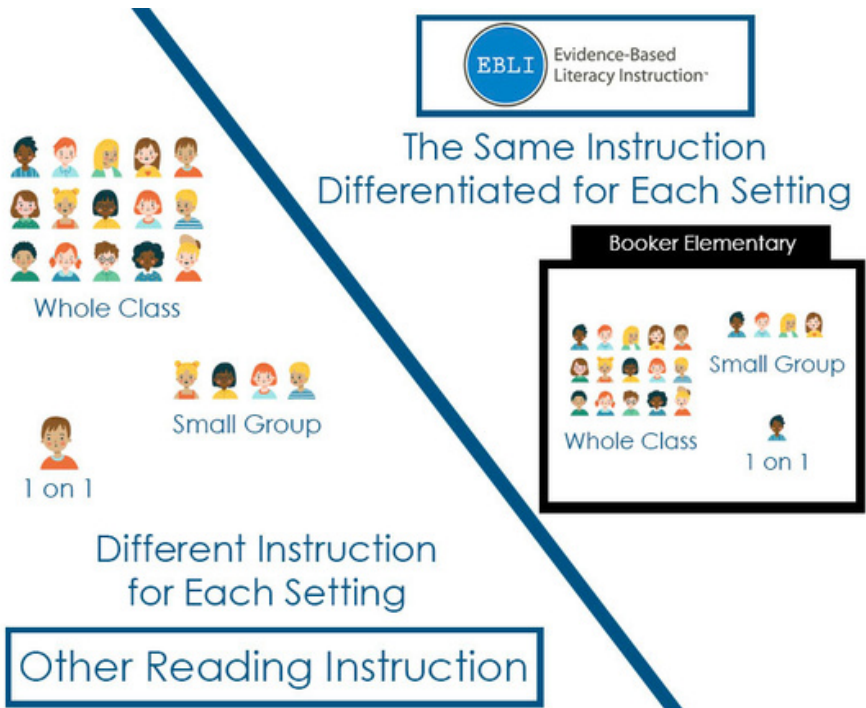 EBLI
Evidence-Based
Literacy Instruction™
The Same Instruction
Differentiated for Each Setting
Booker Elementary
Whole Class
Small Group
1 on 1
Whole Class
Small Group
1 on 1
Different Instruction
for Each Setting
Other Reading Instruction